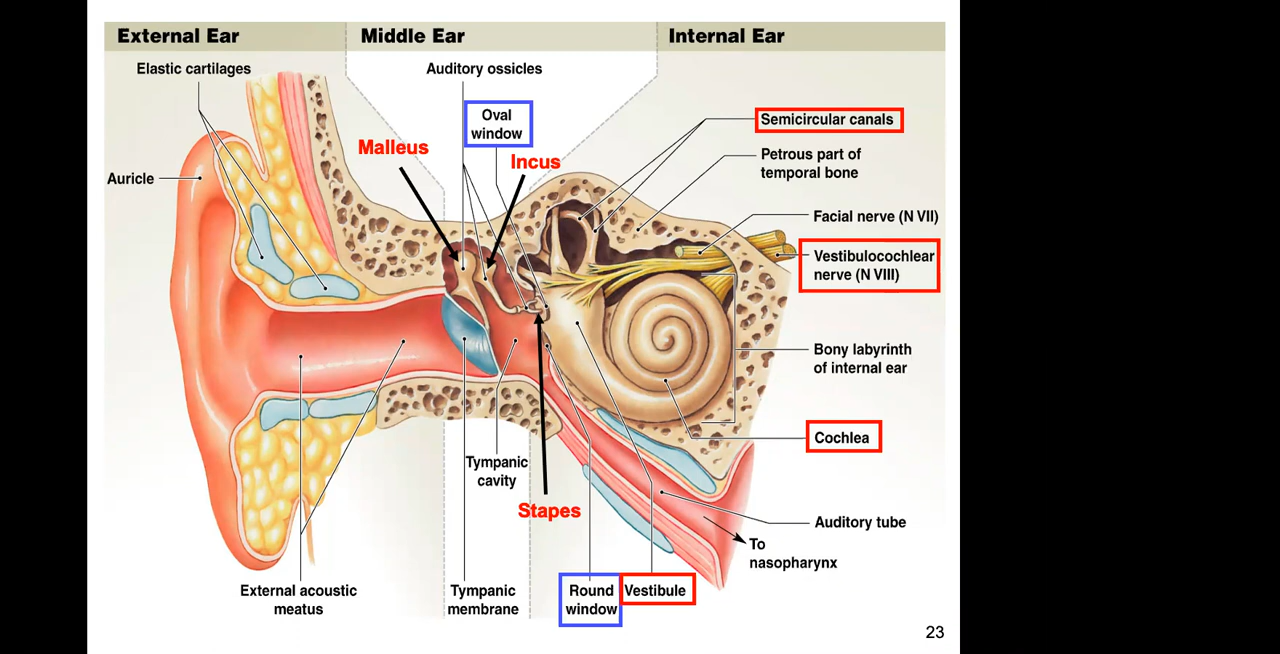 External Ear
Middle Ear
Internal Ear
Elastic cartilages
Auditory ossicles
Oval
window
Semicircular canals
Malleus
Incus
Petrous part of
temporal bone
Auricle
Facial nerve (N VII)
Vestibulocochlear
nerve (N VIII)
Bony labyrinth
of internal ear
Cochlea
Tympanic
cavity
Stapes
Auditory tube
To
nasopharynx
External acoustic
meatus
Tympanic
membrane
Round
window
Vestibule
23